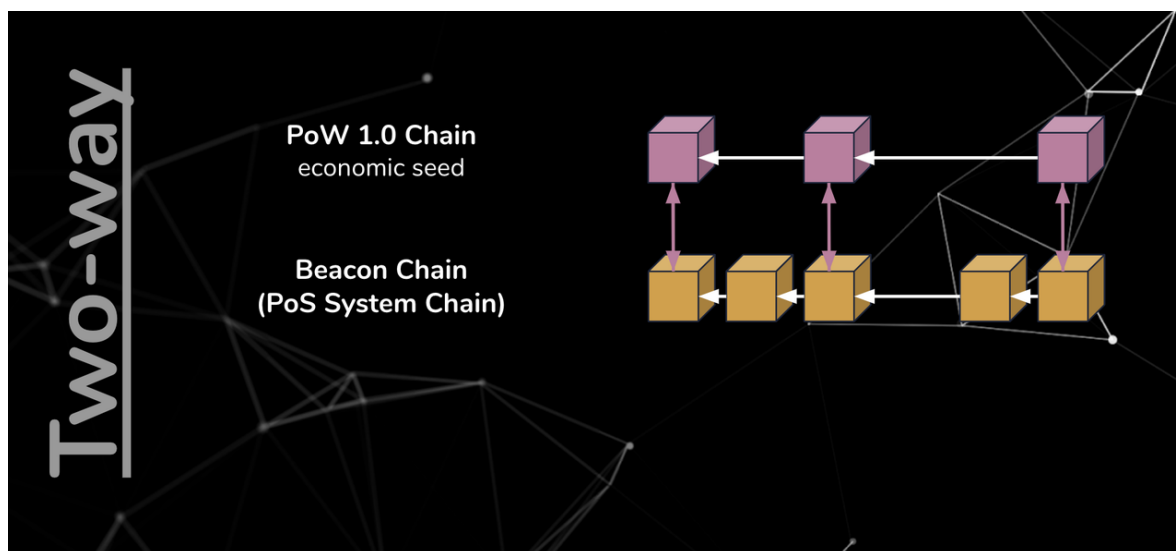 Two-way
PoW 1.0 Chain
economic seed
Beacon Chain
(PoS System Chain)